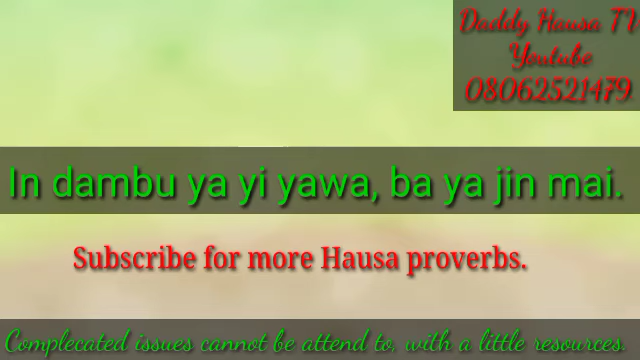 Daddy Hausa TV
Youtube
08062521479
In dambu ya yi yawa, ba ya jin mai.
Subscribe for more Hausa proverbs.
Complecated issues cannot be attend to, with a little resources.